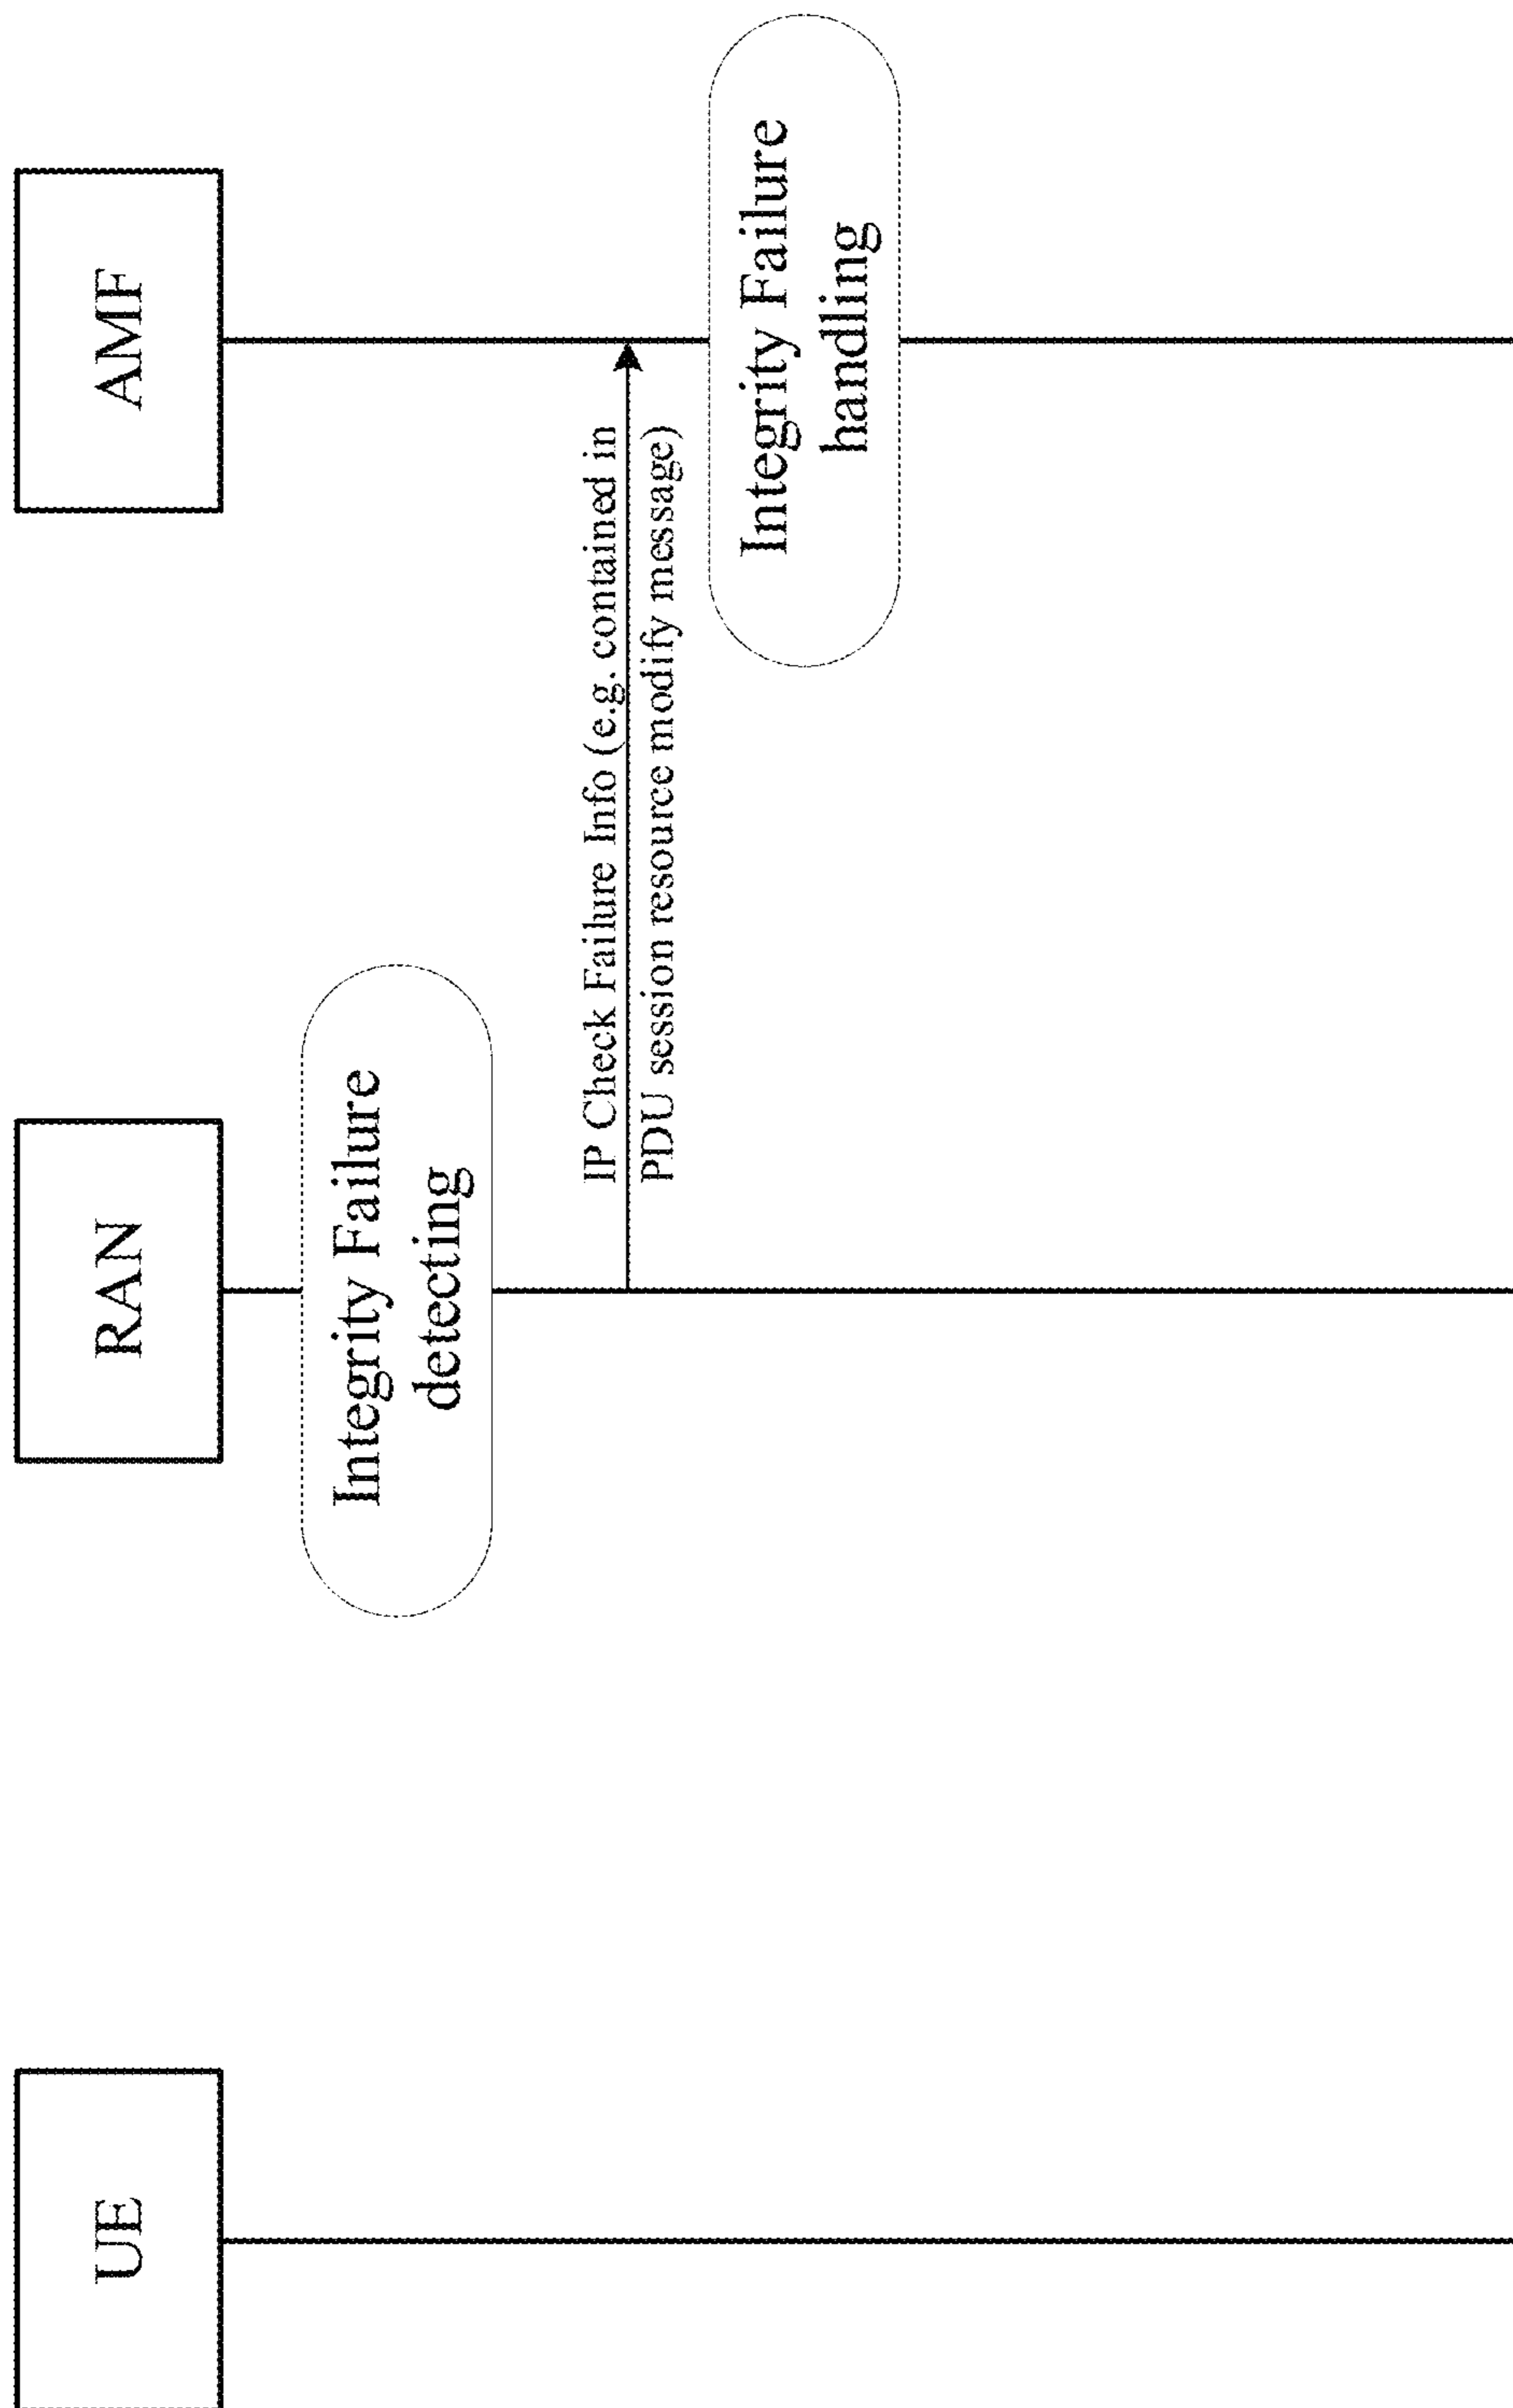 UE
RAN
AMF
Integrity Failure
detecting
IP Check Failure Info (e.g. contained in
PDU session resource modify message)
Integrity Failure
handling